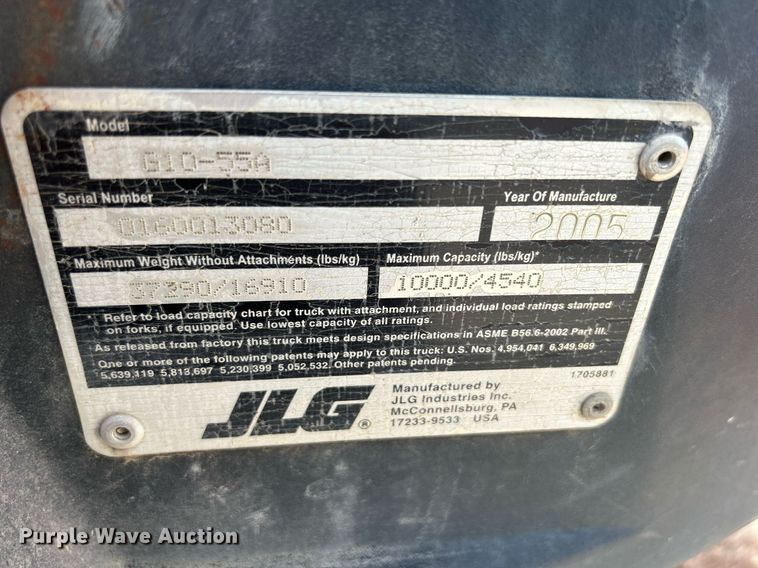 Model
G10-55A
Serial Number
0160013080
Year Of Manufacture
2005
Maximum Weight Without Attachments (lbs/kg)
37290/16910
Maximum Capacity (lbs/kg)*
10000/4540
* Refer to load capacity chart for truck with attachment, and individual load ratings stamped
on forks, if equipped. Use lowest capacity of all ratings.
As released from factory this truck meets design specifications in ASME B56.6-2002 Part III.
One or more of the following patents may apply to this truck: U.S. Nos. 4,954,041 6,349,969
5,639,119 5,813,697 5,230,399 5,052,532. Other patents pending.
1705881
JLG®
Manufactured by
JLG Industries Inc.
McConnellsburg, PA
17233-9533 USA
Purple Wave Auction